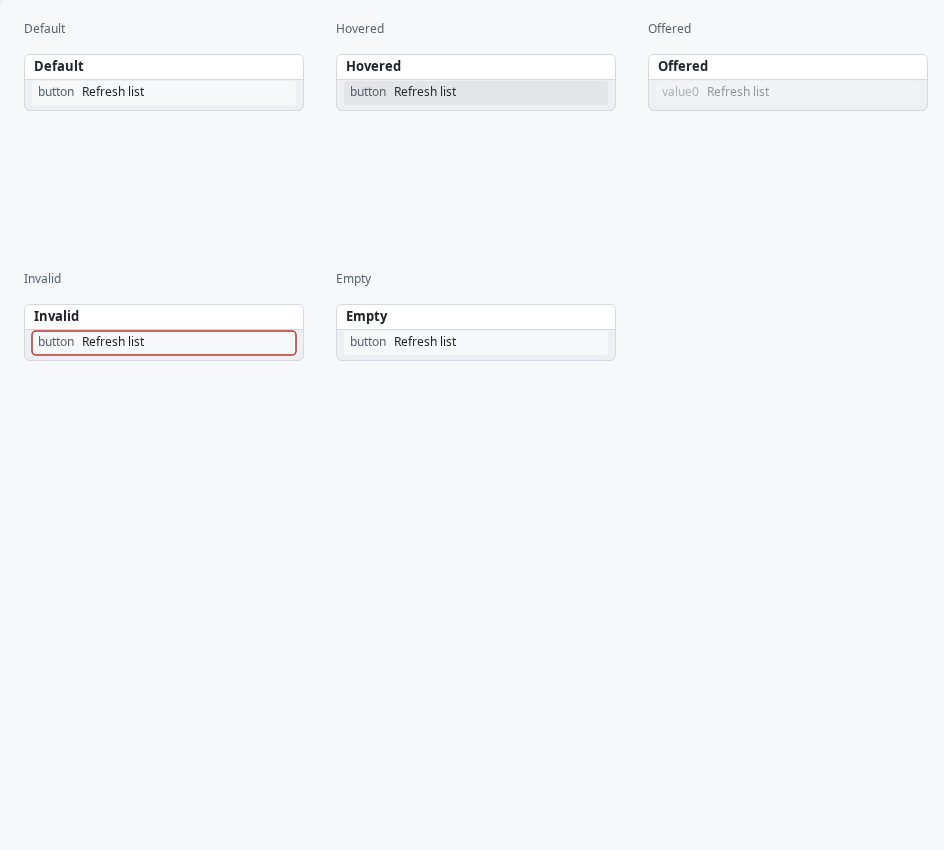 Default
Default
button Refresh list
Hovered
Hovered
button Refresh list
Offered
Offered
value0 Refresh list
Invalid
Invalid
button Refresh list
Empty
Empty
button Refresh list